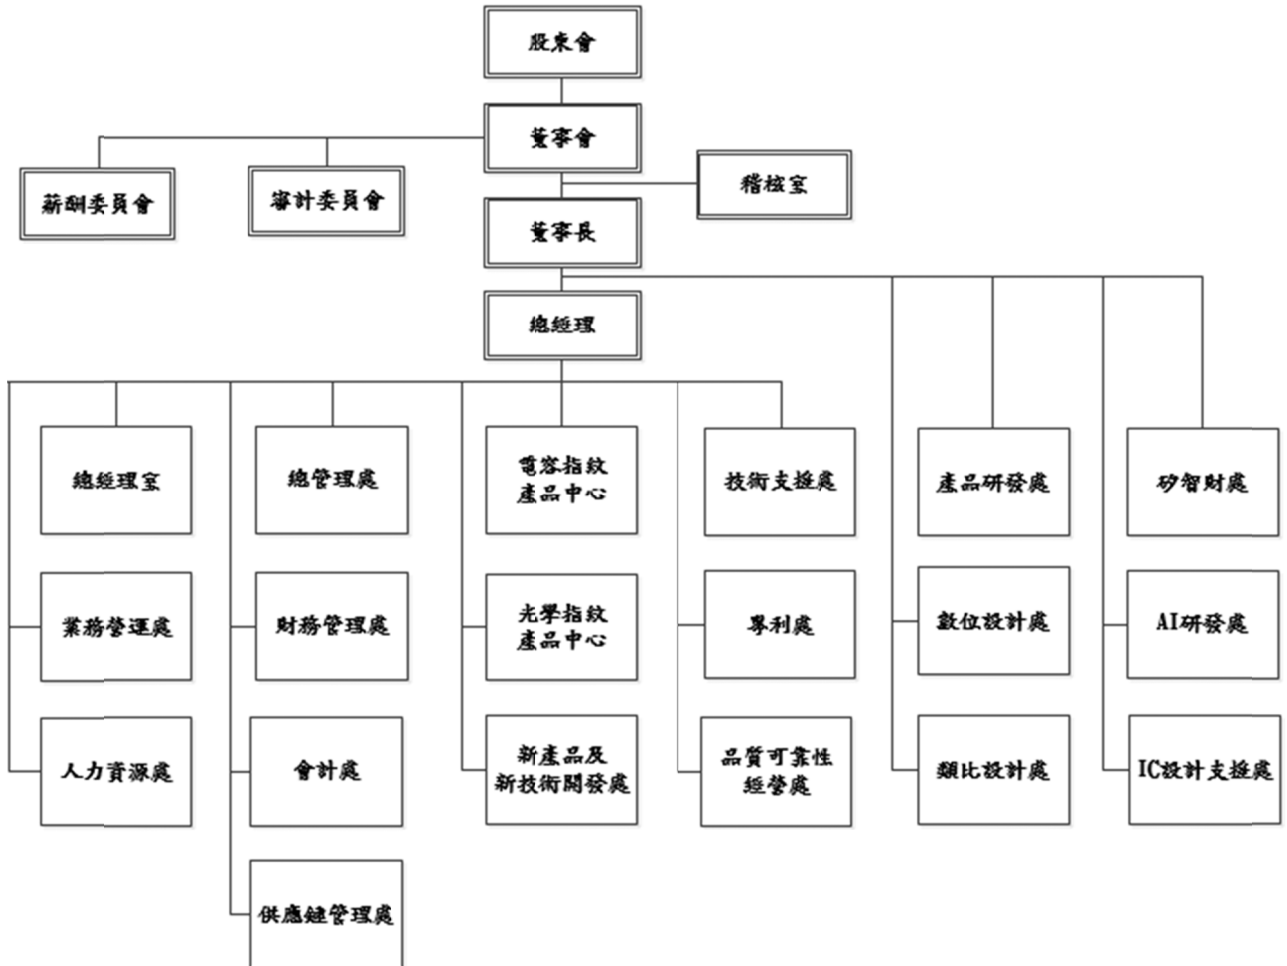 股東會
董事會
稽核室
薪酬委員會
審計委員會
董事長
總經理
總經理室
總管理處
電容指紋
產品中心
技術支援處
產品研發處
矽智財處
業務營運處
財務管理處
光學指紋
產品中心
專利處
數位設計處
AI研發處
人力資源處
會計處
新產品及
新技術開發處
品質可靠性
經營處
類比設計處
IC設計支援處
供應鏈管理處